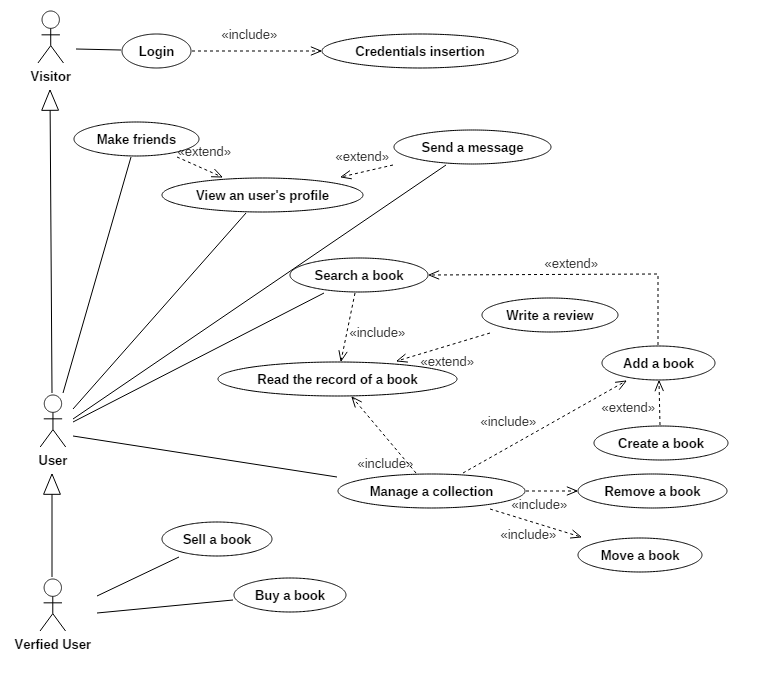 «include»
Login
Credentials insertion
Visitor
Make friends
«extend»
Send a message
«extend»
View an user's profile
«extend»
Search a book
Write a review
«include»
«extend»
Add a book
Read the record of a book
«extend»
«include»
Create a book
User
«include»
Manage a collection
Remove a book
«include»
«include»
Sell a book
Move a book
Buy a book
Verfied User